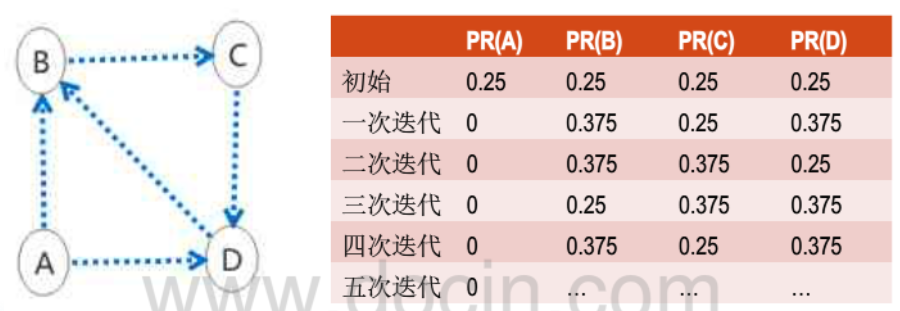 B C
A D
PR(A) PR(B) PR(C) PR(D)
初始 0.25 0.25 0.25 0.25
一次迭代 0 0.375 0.25 0.375
二次迭代 0 0.375 0.375 0.25
三次迭代 0 0.25 0.375 0.375
四次迭代 0 0.375 0.25 0.375
五次迭代 0 ... ... ...
www.docin.com